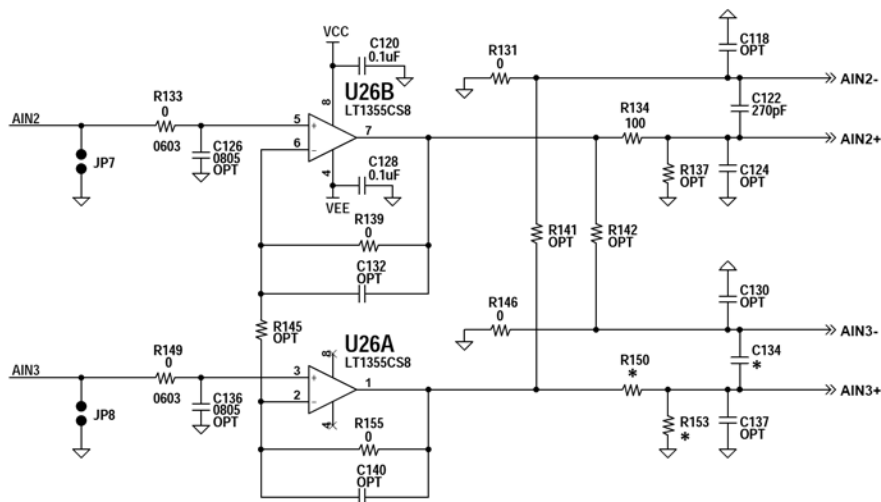 VCC
C120
0.1uF
R131
0
C118
OPT
U26B
LT1355CS8
AIN2-
R133
0
8
R134
100
C122
270pF
AIN2
5
+
7
AIN2+
6
−
0603
C126
0805
OPT
JP7
4
C128
0.1uF
R137
OPT
C124
OPT
VEE
R139
0
R141
OPT
R142
OPT
C132
OPT
C130
OPT
R146
0
R145
OPT
U26A
LT1355CS8
AIN3-
R149
0
8
R150
*
C134
*
AIN3
3
+
1
AIN3+
2
−
0603
C136
0805
OPT
JP8
4
R155
0
R153
*
C137
OPT
C140
OPT